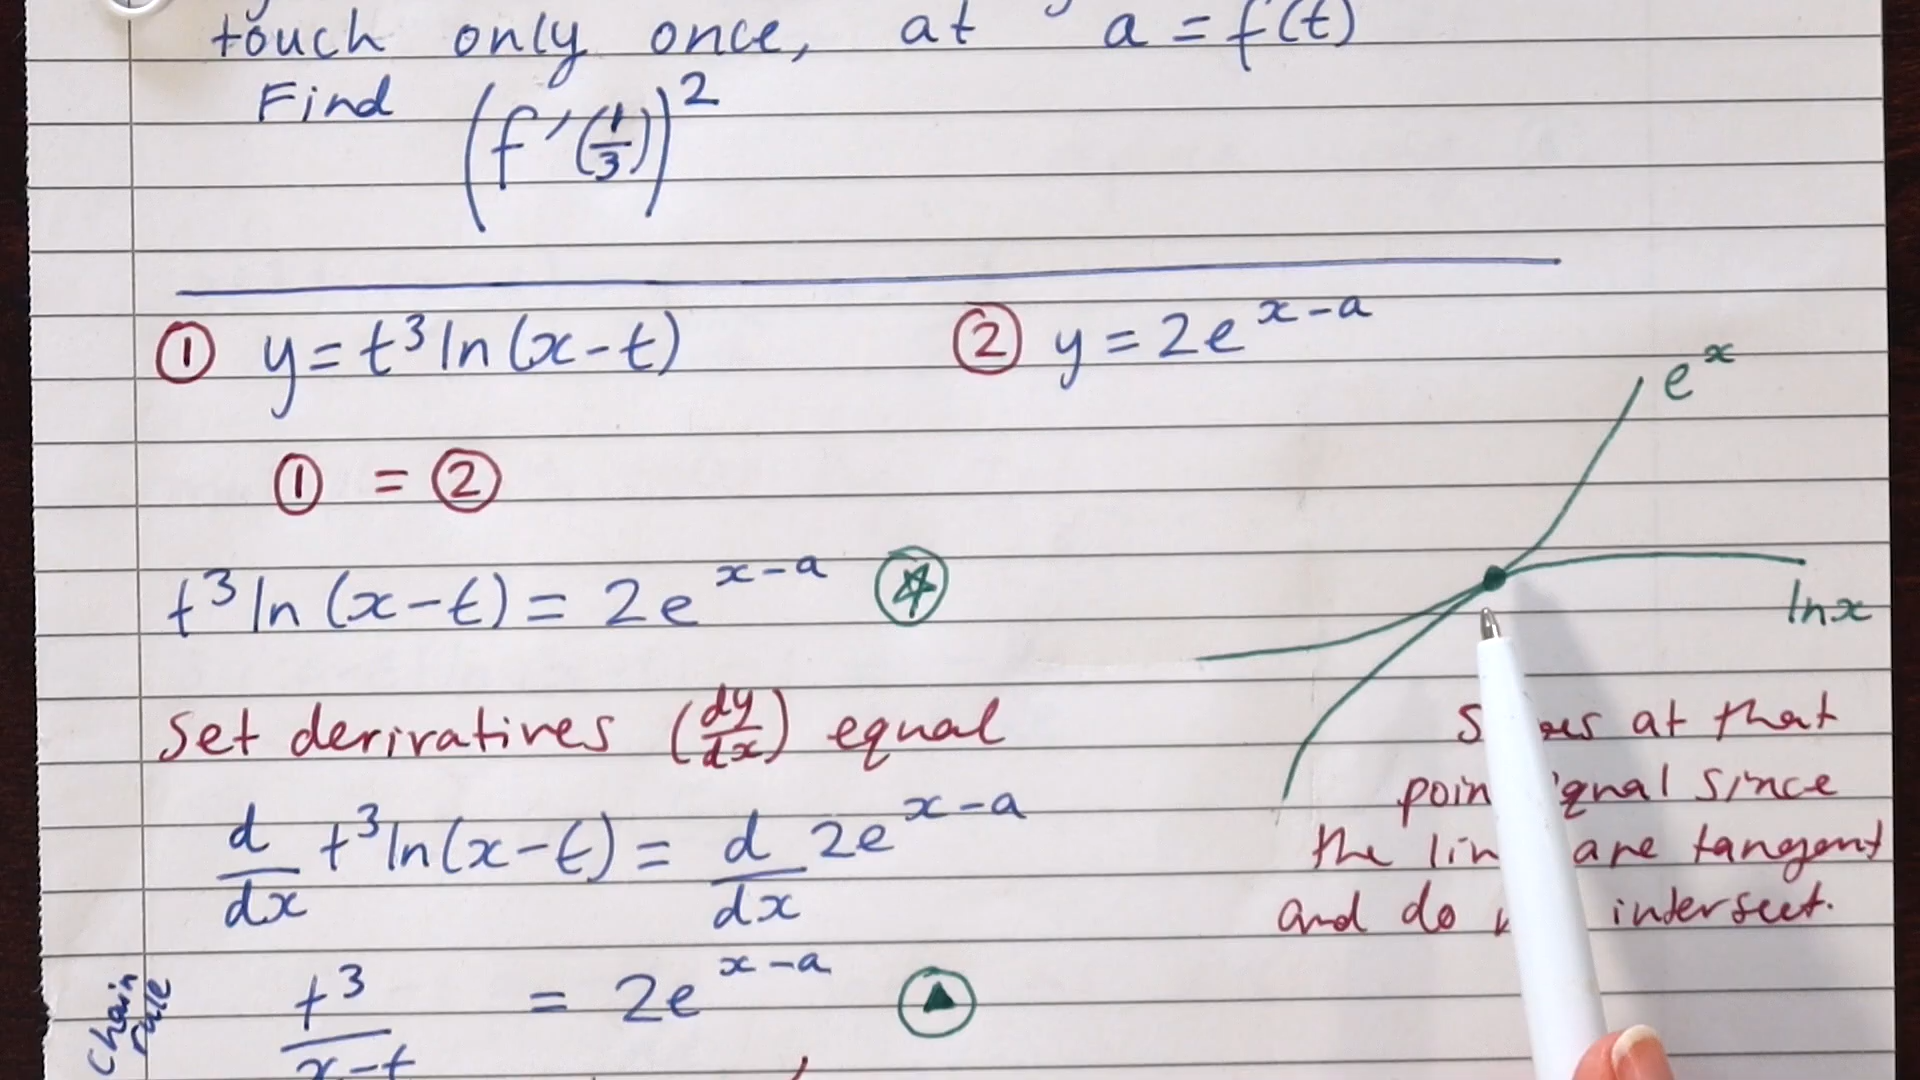 touch only once, at a = f(t)
Find (f'(1/3))²
① y = t³ ln(x-t)
② y = 2e^(x-a)
e^x
① = ②
t³ ln(x-t) = 2e^(x-a)
ln x
Set derivatives (dy/dx) equal
at that
since
the are tangent
and do intersect.
d/dx t³ ln(x-t) = d/dx 2e^(x-a)
Chain rule
t³/(x-t) = 2e^(x-a)